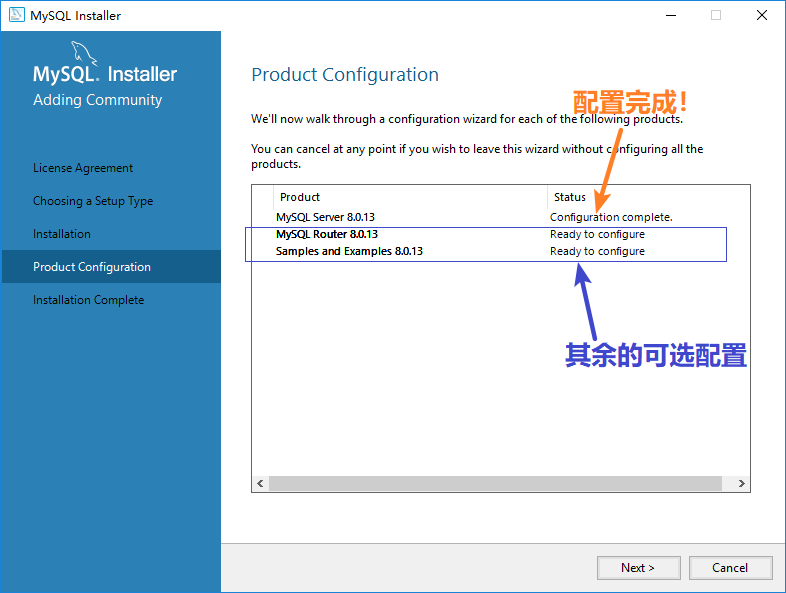 MySQL Installer
MySQL. Installer
Adding Community
License Agreement
Choosing a Setup Type
Installation
Product Configuration
Installation Complete
Product Configuration
配置完成！
We'll now walk through a configuration wizard for each of the following products.
You can cancel at any point if you wish to leave this wizard without configuring all the
products.
Product Status
MySQL Server 8.0.13 Configuration complete.
MySQL Router 8.0.13 Ready to configure
Samples and Examples 8.0.13 Ready to configure
其余的可选配置
Next > Cancel